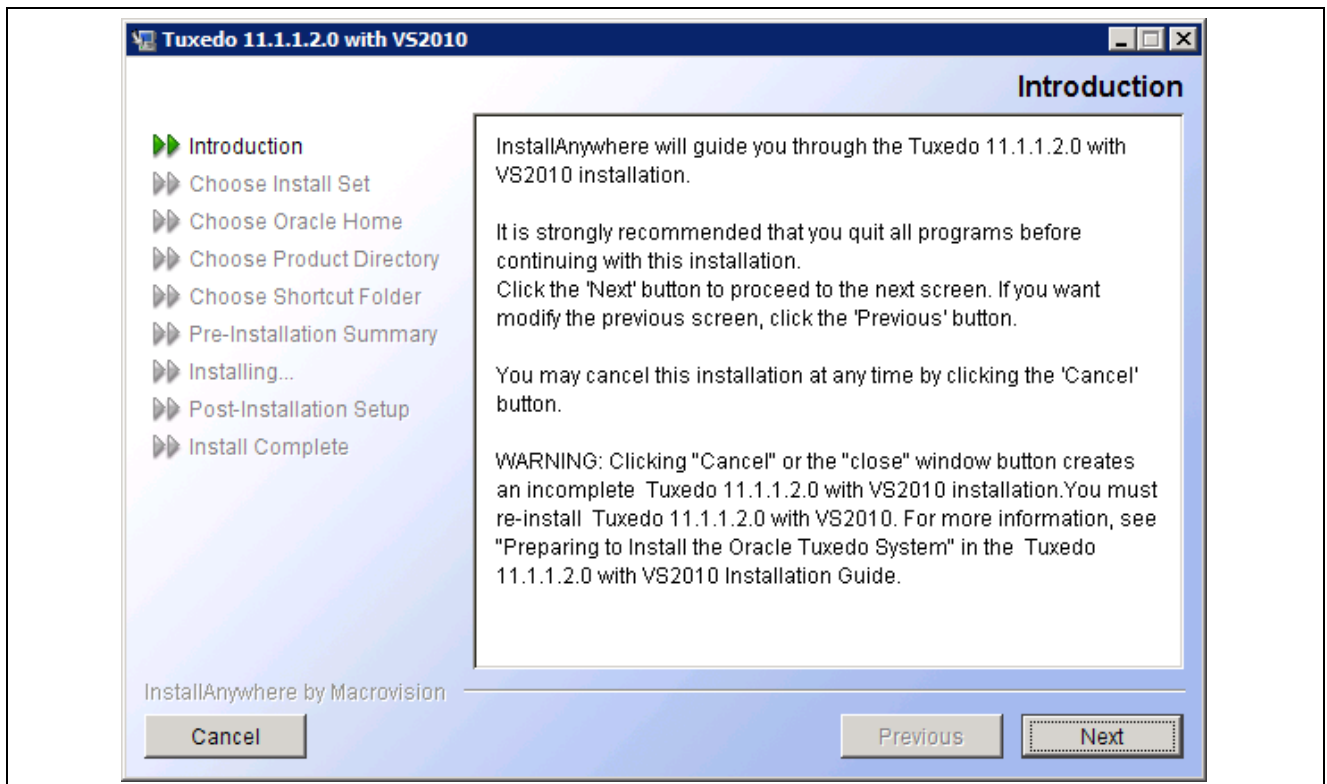 Tuxedo 11.1.1.2.0 with VS2010
Introduction
Introduction
Choose Install Set
Choose Oracle Home
Choose Product Directory
Choose Shortcut Folder
Pre-Installation Summary
Installing...
Post-Installation Setup
Install Complete
InstallAnywhere will guide you through the Tuxedo 11.1.1.2.0 with
VS2010 installation.
It is strongly recommended that you quit all programs before
continuing with this installation.
Click the 'Next' button to proceed to the next screen. If you want
modify the previous screen, click the 'Previous' button.
You may cancel this installation at any time by clicking the 'Cancel'
button.
WARNING: Clicking "Cancel" or the "close" window button creates
an incomplete  Tuxedo 11.1.1.2.0 with VS2010 installation.You must
re-install  Tuxedo 11.1.1.2.0 with VS2010. For more information, see
"Preparing to Install the Oracle Tuxedo System" in the  Tuxedo
11.1.1.2.0 with VS2010 Installation Guide.
InstallAnywhere by Macrovision
Cancel
Previous
Next